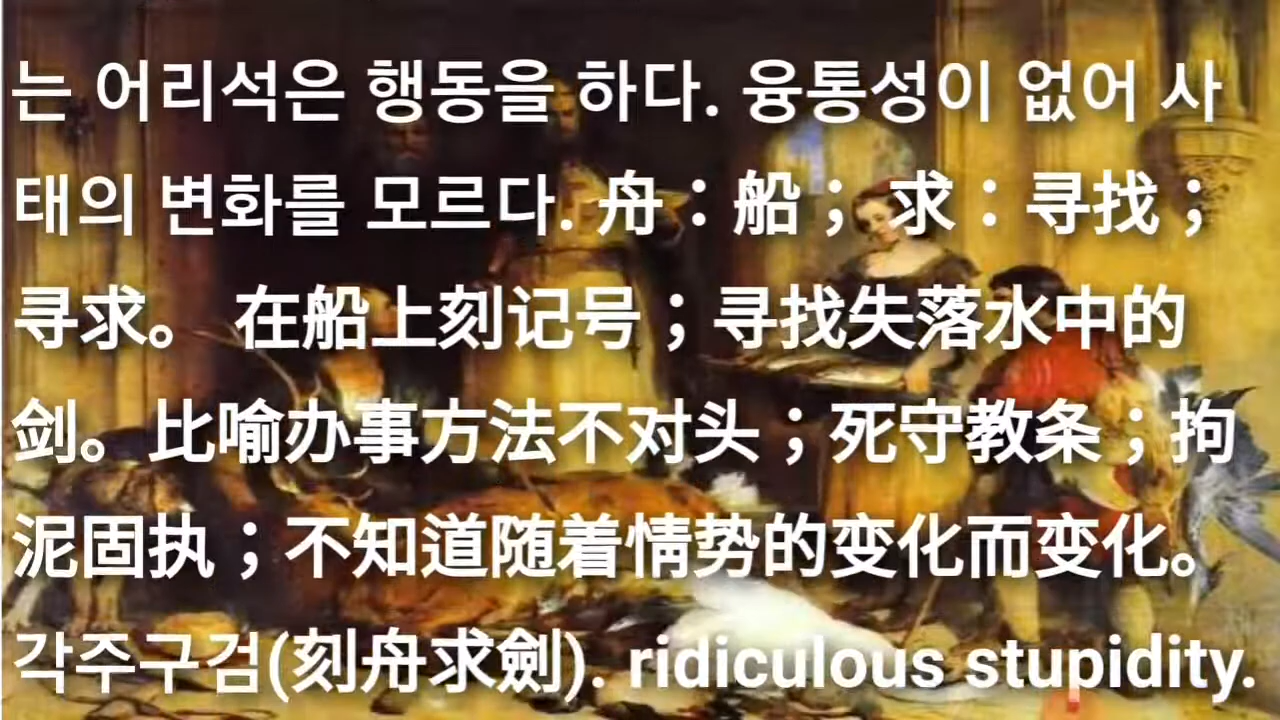 는 어리석은 행동을 하다. 융통성이 없어 사
태의 변화를 모르다. 舟：船；求：寻找；
寻求。 在船上刻记号；寻找失落水中的
剑。比喻办事方法不对头；死守教条；拘
泥固执；不知道随着情势的变化而变化。
각주구검(刻舟求劍). ridiculous stupidity.